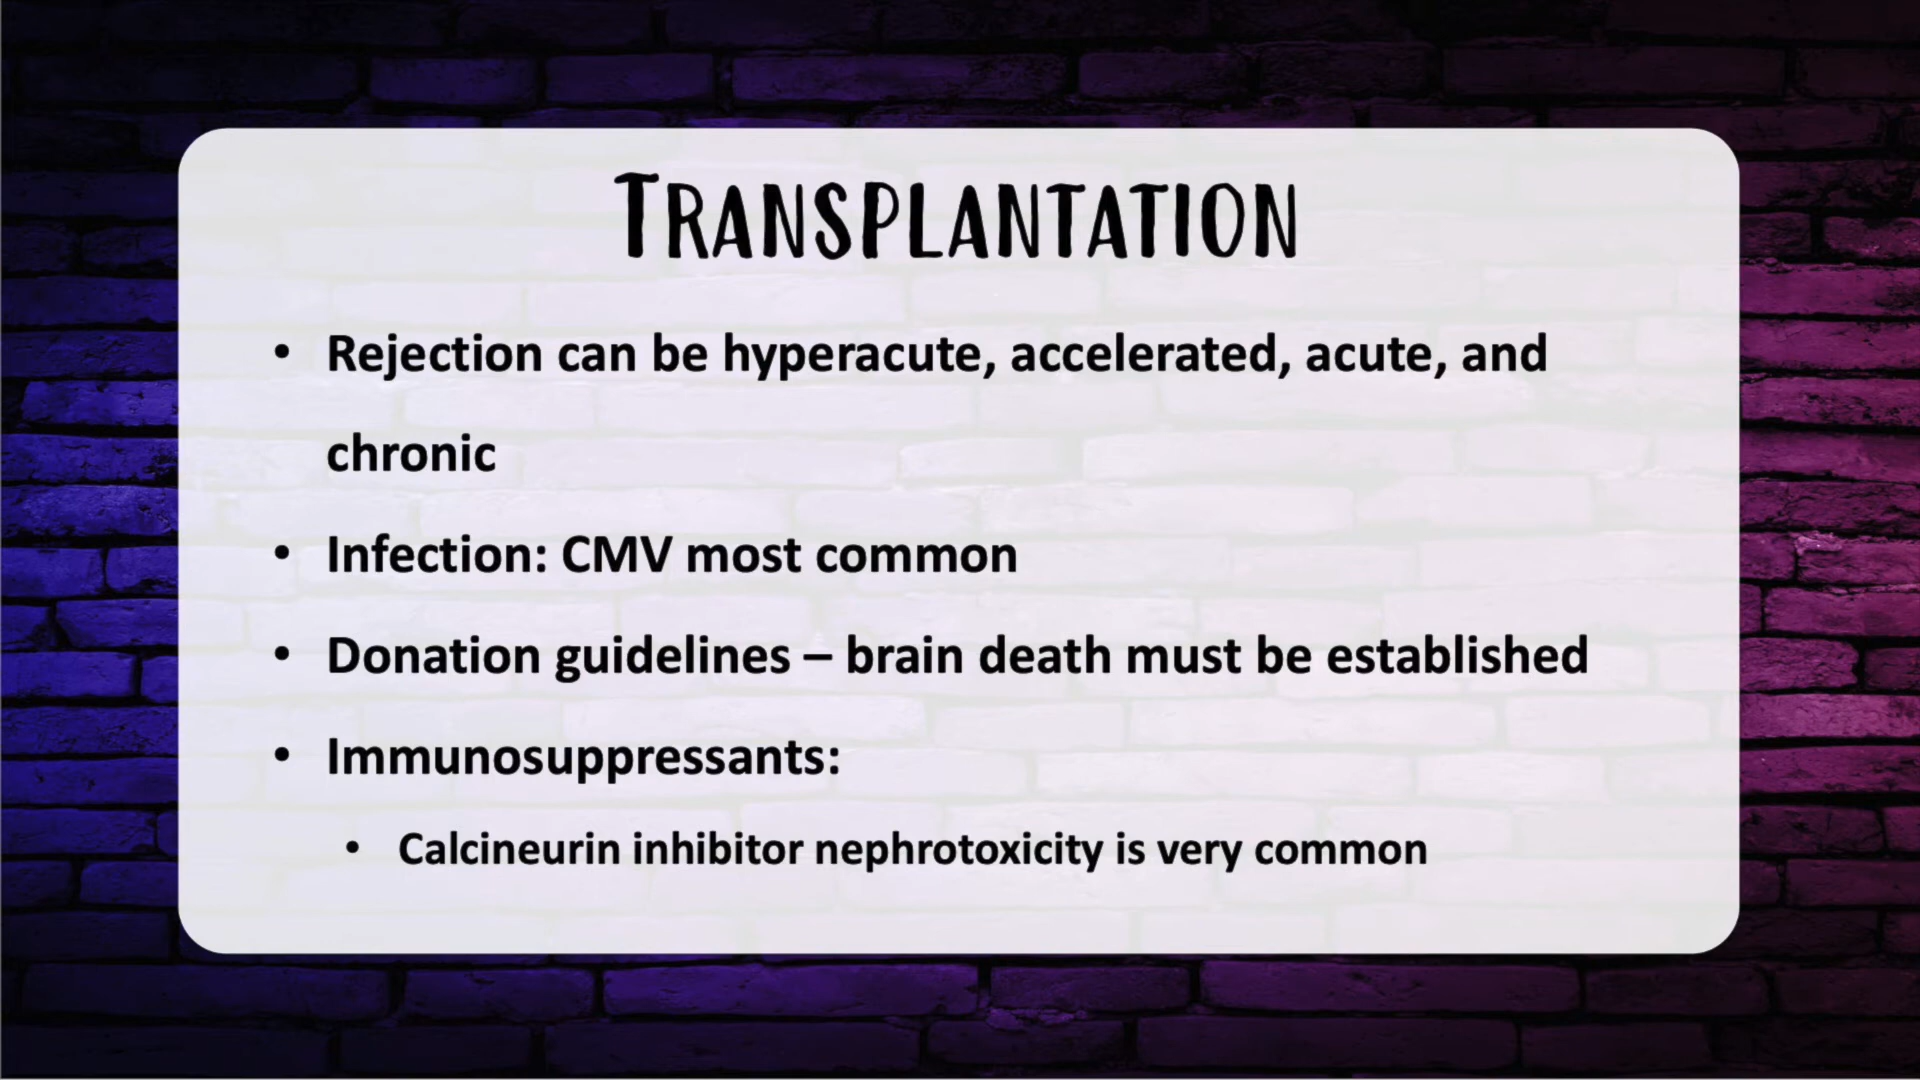 TRANSPLANTATION
• Rejection can be hyperacute, accelerated, acute, and
chronic
• Infection: CMV most common
• Donation guidelines – brain death must be established
• Immunosuppressants:
• Calcineurin inhibitor nephrotoxicity is very common